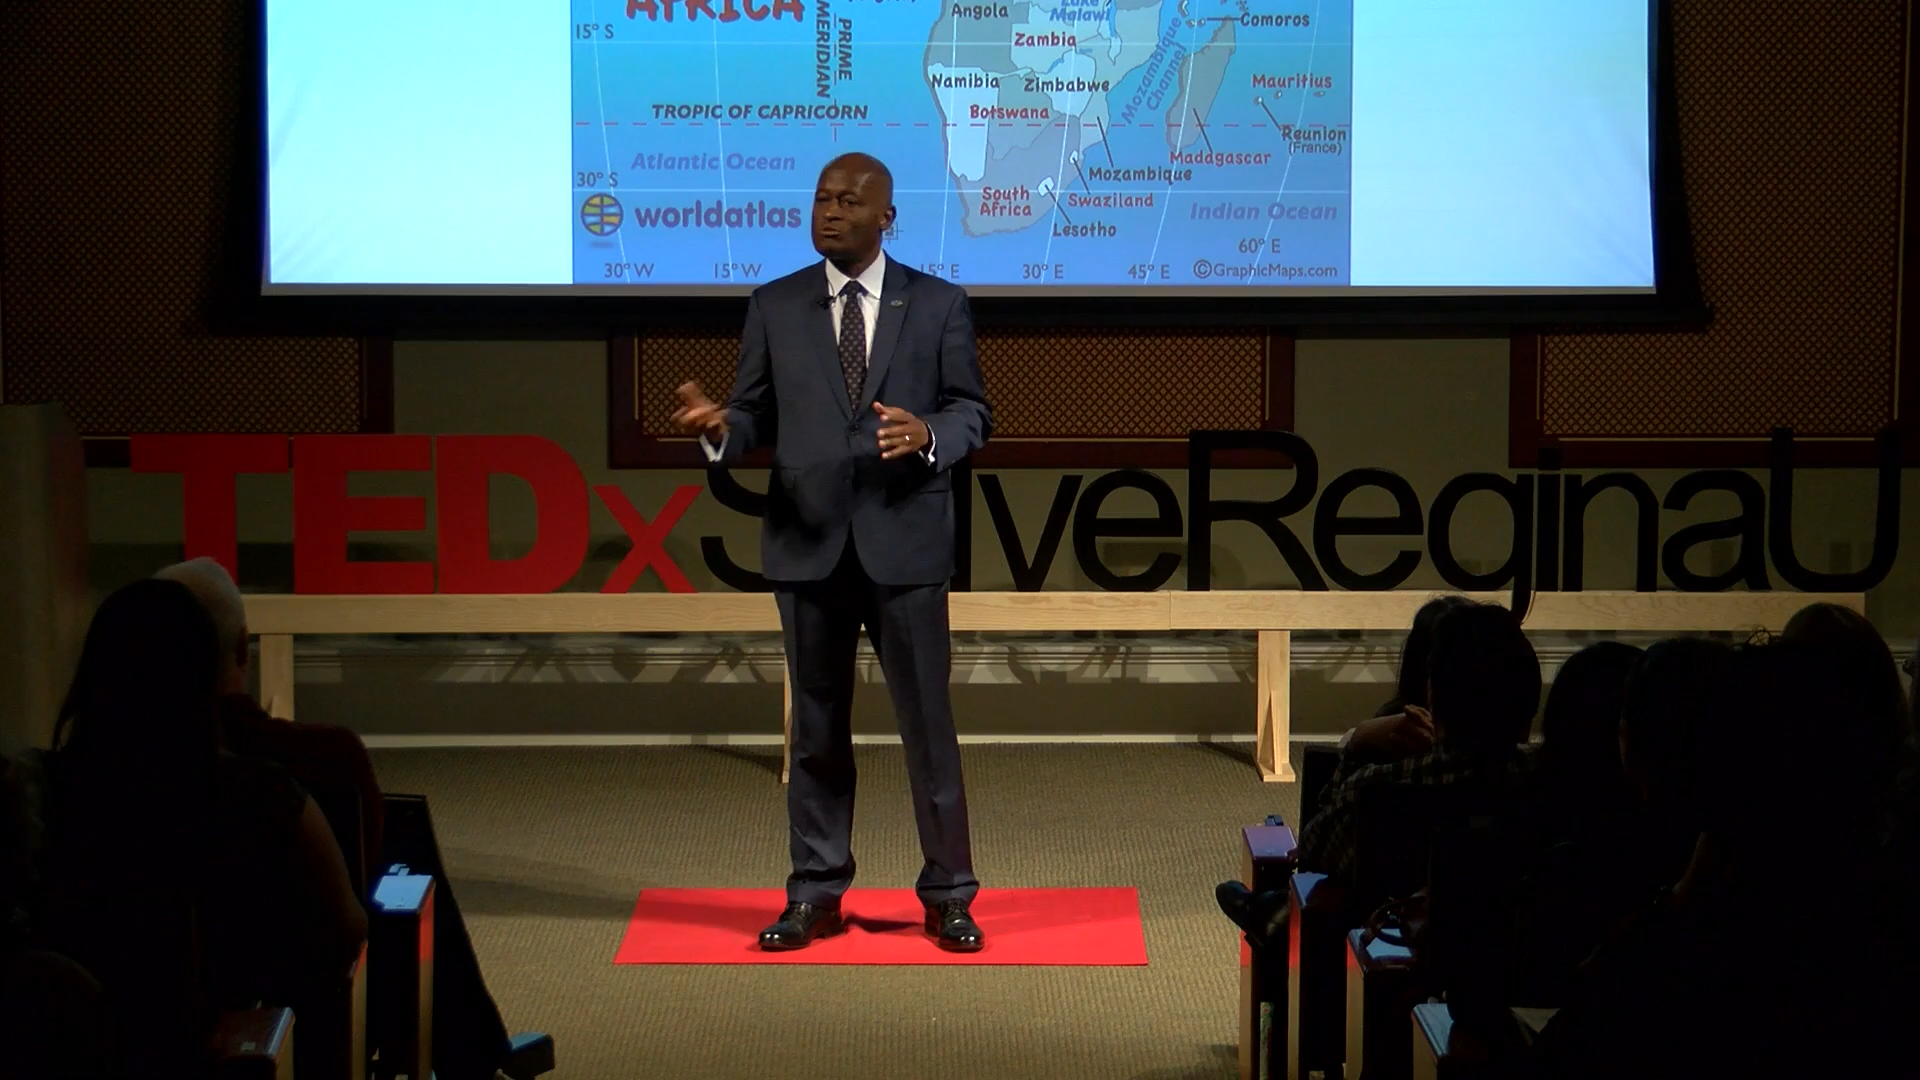 AFRICA
PRIME
MERIDIAN
Angola
Lake
Malawi
Comoros
15° S
Zambia
Mozambique
Channel
Namibia
Zimbabwe
Mauritius
TROPIC OF CAPRICORN
Botswana
Reunion
(France)
Atlantic Ocean
Madagascar
Mozambique
30° S
South
Africa
Swaziland
worldatlas
Indian Ocean
Lesotho
60° E
30° W
15° W
15° E
30° E
45° E
©GraphicMaps.com
TEDxS lveReginaU